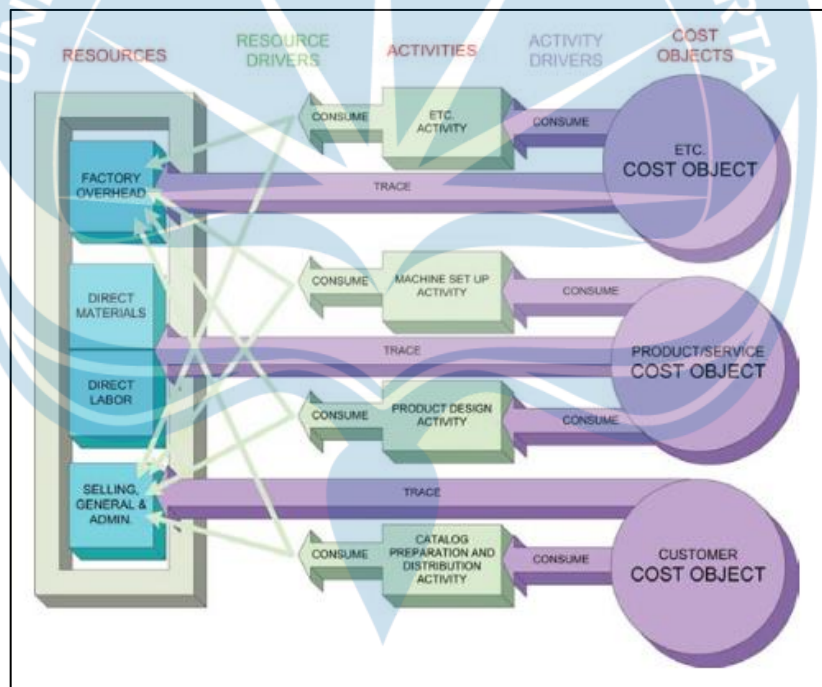 RESOURCES
RESOURCE
DRIVERS
ACTIVITIES
ACTIVITY
DRIVERS
COST
OBJECTS
FACTORY
OVERHEAD
DIRECT
MATERIALS
DIRECT
LABOR
SELLING,
GENERAL &
ADMIN.
CONSUME
ETC.
ACTIVITY
CONSUME
ETC.
COST OBJECT
TRACE
CONSUME
MACHINE SET UP
ACTIVITY
CONSUME
TRACE
PRODUCT/SERVICE
COST OBJECT
CONSUME
PRODUCT DESIGN
ACTIVITY
CONSUME
TRACE
CONSUME
CATALOG
PREPARATION AND
DISTRIBUTION
ACTIVITY
CONSUME
CUSTOMER
COST OBJECT